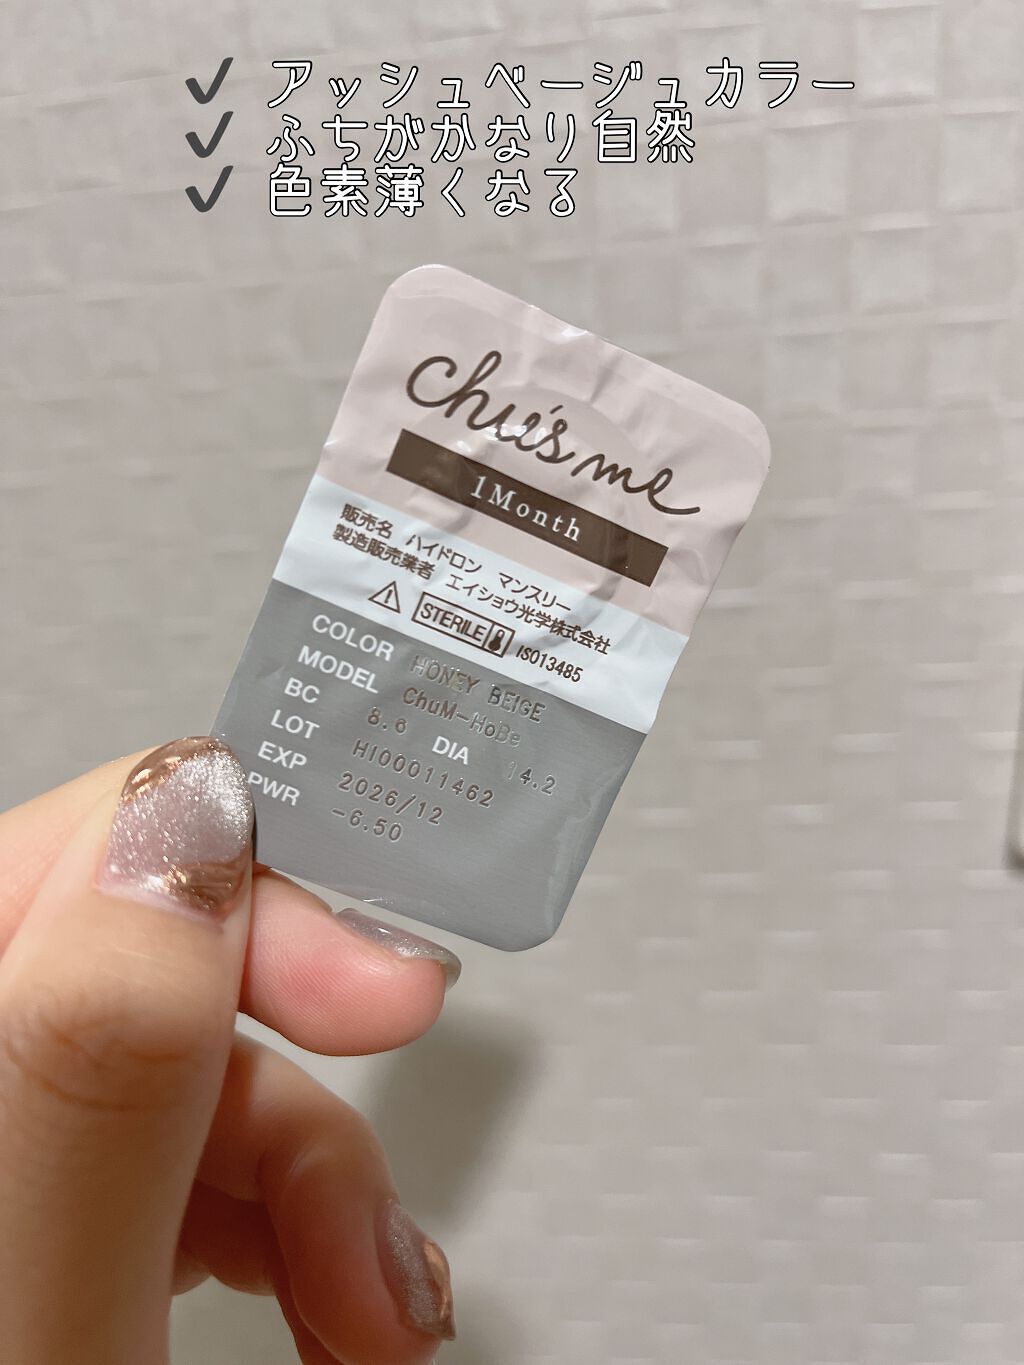 ✓ アッシュベージュカラー
✓ ふちがかなり自然
✓ 色素薄くなる
chu's me
1Month
販売名 ハイドロン マンスリー
製造販売業者 エイショウ光学株式会社
STERILE ISO13485
COLOR HONEY BEIGE
MODEL ChuM-HoBe
BC 8.6 DIA 14.2
LOT HI00011462
EXP 2026/12
PWR -6.50